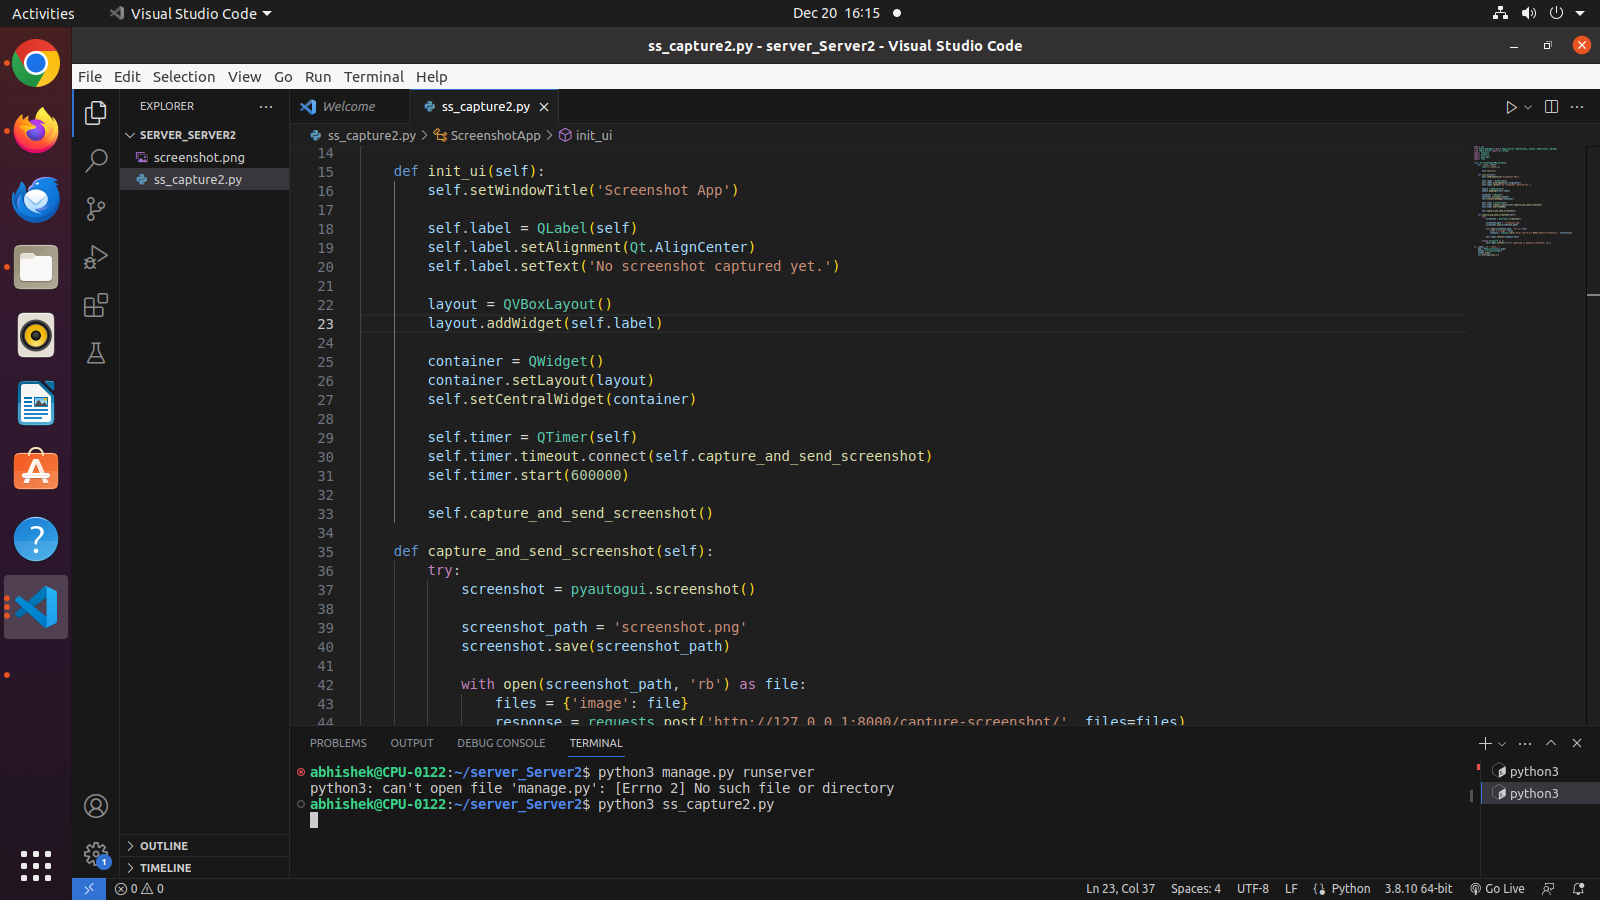 Activities
Visual Studio Code
Dec 20 16:15
ss_capture2.py - server_Server2 - Visual Studio Code
File Edit Selection View Go Run Terminal Help
EXPLORER
SERVER_SERVER2
screenshot.png
ss_capture2.py
OUTLINE
TIMELINE
Welcome
ss_capture2.py
ss_capture2.py > ScreenshotApp > init_ui
14
15 def init_ui(self):
16 self.setWindowTitle('Screenshot App')
17
18 self.label = QLabel(self)
19 self.label.setAlignment(Qt.AlignCenter)
20 self.label.setText('No screenshot captured yet.')
21
22 layout = QVBoxLayout()
23 layout.addWidget(self.label)
24
25 container = QWidget()
26 container.setLayout(layout)
27 self.setCentralWidget(container)
28
29 self.timer = QTimer(self)
30 self.timer.timeout.connect(self.capture_and_send_screenshot)
31 self.timer.start(600000)
32
33 self.capture_and_send_screenshot()
34
35 def capture_and_send_screenshot(self):
36 try:
37 screenshot = pyautogui.screenshot()
38
39 screenshot_path = 'screenshot.png'
40 screenshot.save(screenshot_path)
41
42 with open(screenshot_path, 'rb') as file:
43 files = {'image': file}
44 response = requests.post('http://127.0.0.1:8000/capture-screenshot/', files=files)
PROBLEMS OUTPUT DEBUG CONSOLE TERMINAL
abhishek@CPU-0122:~/server_Server2$ python3 manage.py runserver
python3: can't open file 'manage.py': [Errno 2] No such file or directory
abhishek@CPU-0122:~/server_Server2$ python3 ss_capture2.py
python3
python3
1
0 0
Ln 23, Col 37 Spaces: 4 UTF-8 LF Python 3.8.10 64-bit Go Live